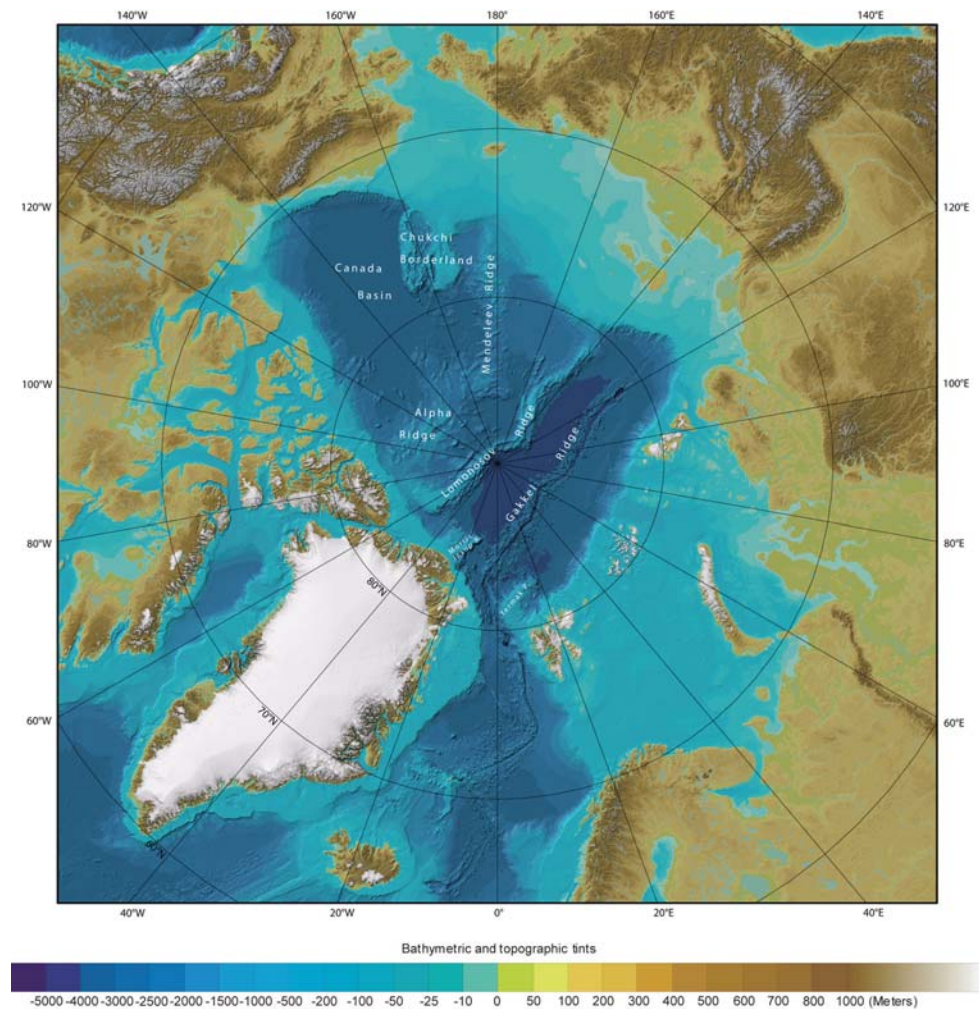 140°W 180° 160°E
120°W 120°E
Chukchi
Borderland
Canada
Basin
Mendeleev Ridge
100°W 100°E
Alpha
Ridge
Lomonosov Ridge
Gakkel Ridge
80°W 80°E
80°N
70°N
60°W 60°E
60N
40°W 20°W 0° 20°E 40°E
Bathymetric and topographic tints
-5000 -4000 -3000 -2500 -2000 -1500 -1000 -500 -200 -100 -50 -25 -10 0 50 100 200 300 400 500 600 700 800 1000 (Meters)